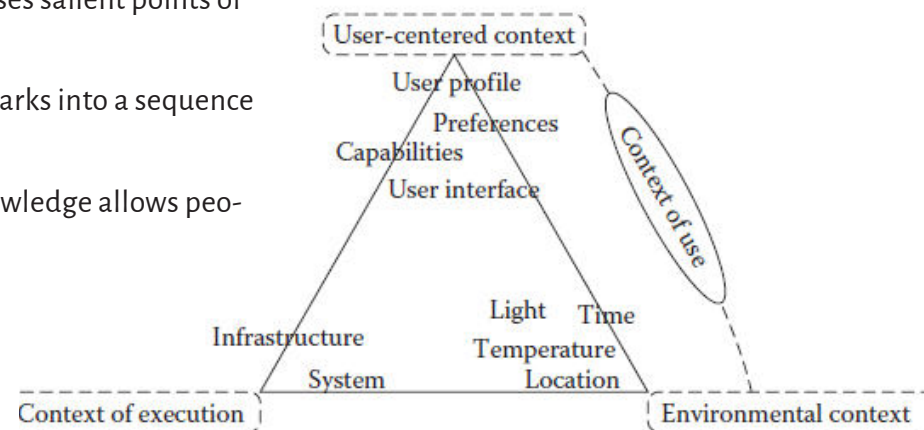 ses salient points of
arks into a sequence
wledge allows peo-
User-centered context
User profile
Preferences
Capabilities
User interface
Context of use
Light
Time
Infrastructure
Temperature
System
Location
Context of execution
Environmental context